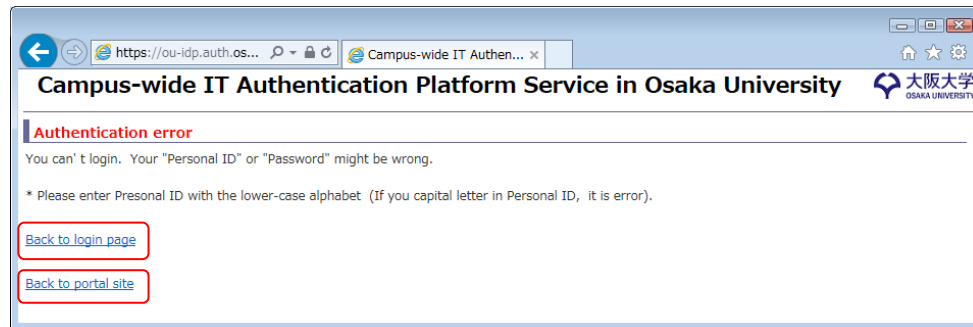 https://ou-idp.auth.os...
Campus-wide IT Authen...
Campus-wide IT Authentication Platform Service in Osaka University
大阪大学
OSAKA UNIVERSITY
Authentication error
You can' t login. Your "Personal ID" or "Password" might be wrong.
* Please enter Presonal ID with the lower-case alphabet (If you capital letter in Personal ID, it is error).
Back to login page
Back to portal site